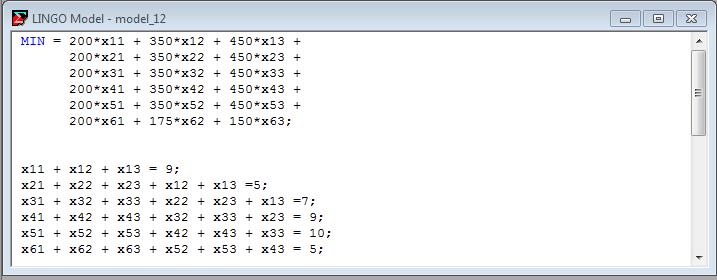 LINGO Model - model_12
MIN = 200*x11 + 350*x12 + 450*x13 +
200*x21 + 350*x22 + 450*x23 +
200*x31 + 350*x32 + 450*x33 +
200*x41 + 350*x42 + 450*x43 +
200*x51 + 350*x52 + 450*x53 +
200*x61 + 175*x62 + 150*x63;
x11 + x12 + x13 = 9;
x21 + x22 + x23 + x12 + x13 =5;
x31 + x32 + x33 + x22 + x23 + x13 =7;
x41 + x42 + x43 + x32 + x33 + x23 = 9;
x51 + x52 + x53 + x42 + x43 + x33 = 10;
x61 + x62 + x63 + x52 + x53 + x43 = 5;